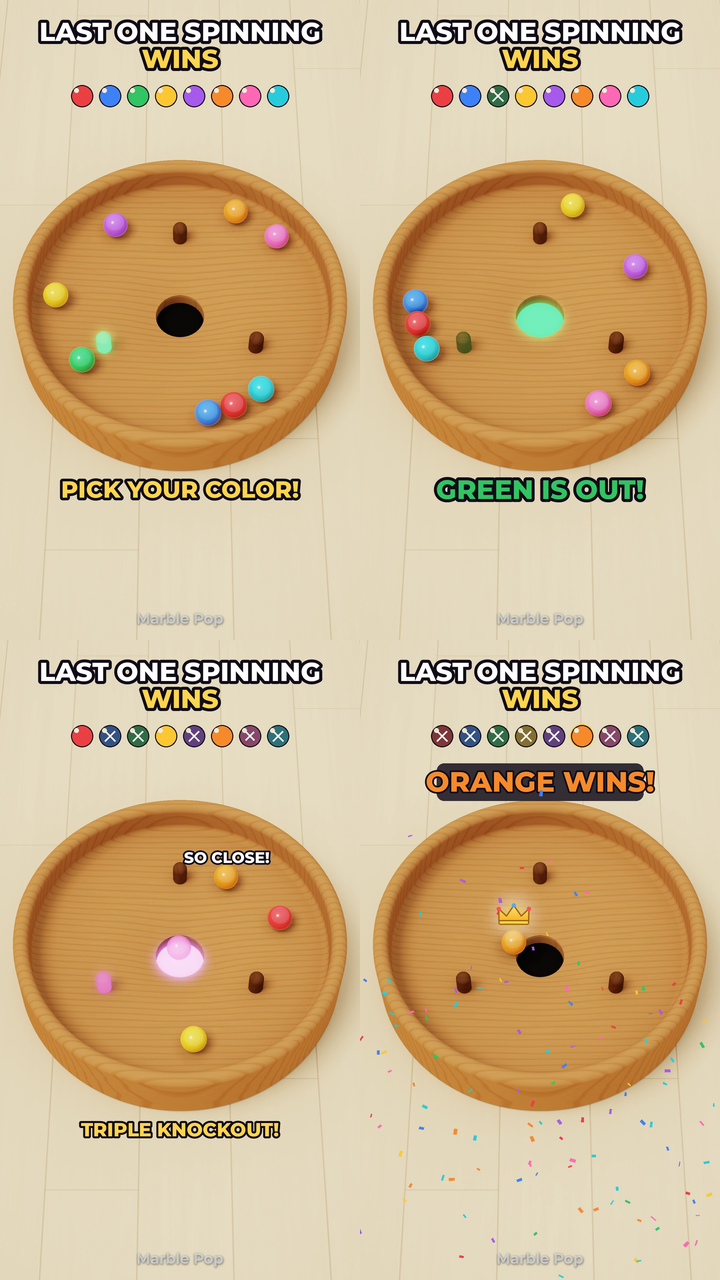 LAST ONE SPINNING
WINS
PICK YOUR COLOR!
Marble Pop
LAST ONE SPINNING
WINS
GREEN IS OUT!
Marble Pop
LAST ONE SPINNING
WINS
SO CLOSE!
TRIPLE KNOCKOUT!
Marble Pop
LAST ONE SPINNING
WINS
ORANGE WINS!
Marble Pop